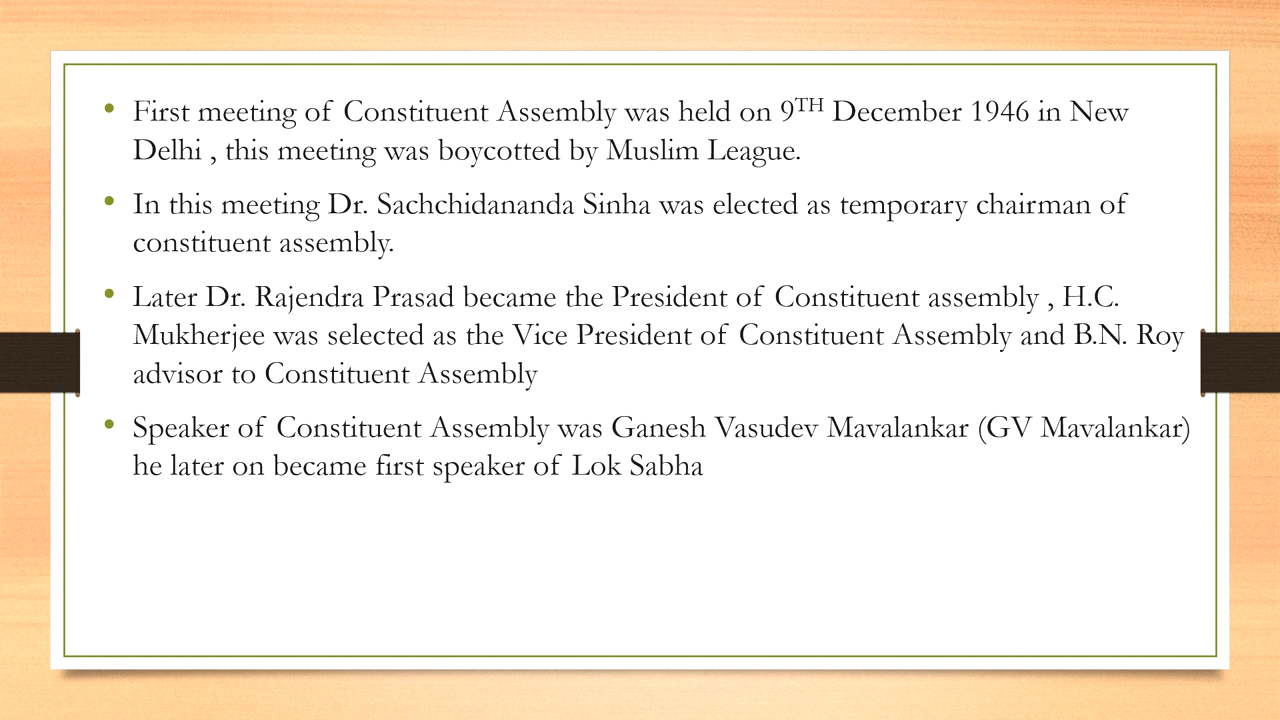 • First meeting of Constituent Assembly was held on 9TH December 1946 in New
Delhi , this meeting was boycotted by Muslim League.
• In this meeting Dr. Sachchidananda Sinha was elected as temporary chairman of
constituent assembly.
• Later Dr. Rajendra Prasad became the President of Constituent assembly , H.C.
Mukherjee was selected as the Vice President of Constituent Assembly and B.N. Roy
advisor to Constituent Assembly
• Speaker of Constituent Assembly was Ganesh Vasudev Mavalankar (GV Mavalankar)
he later on became first speaker of Lok Sabha